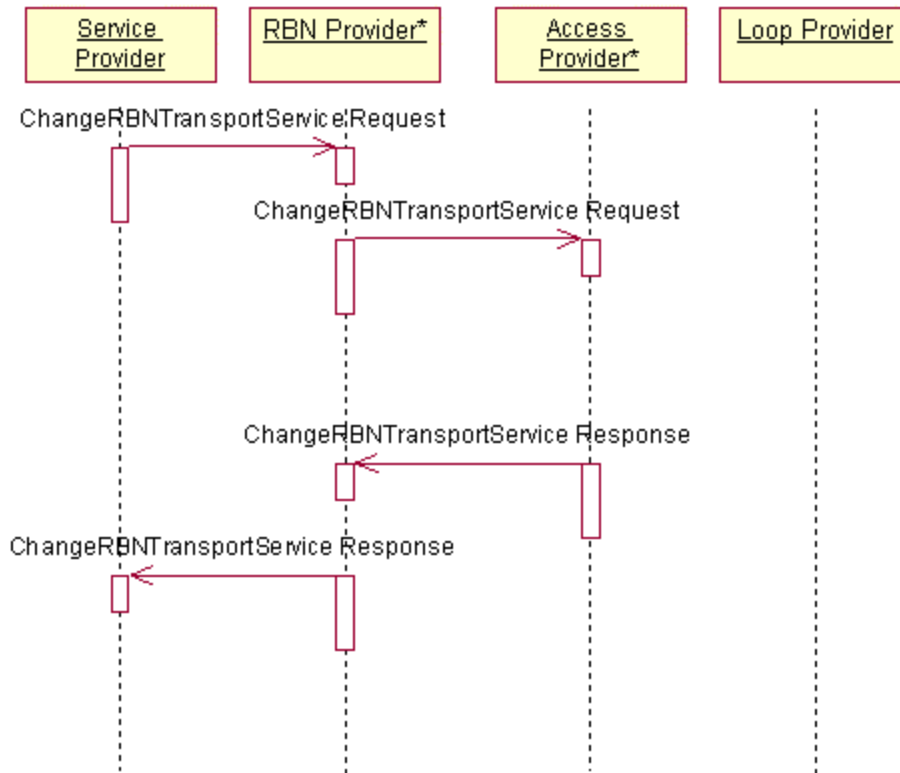 Service
Provider
RBN Provider*
Access
Provider*
Loop Provider
ChangeRBNTransportService Request
ChangeRBNTransportService Request
ChangeRBNTransportService Response
ChangeRBNTransportService Response